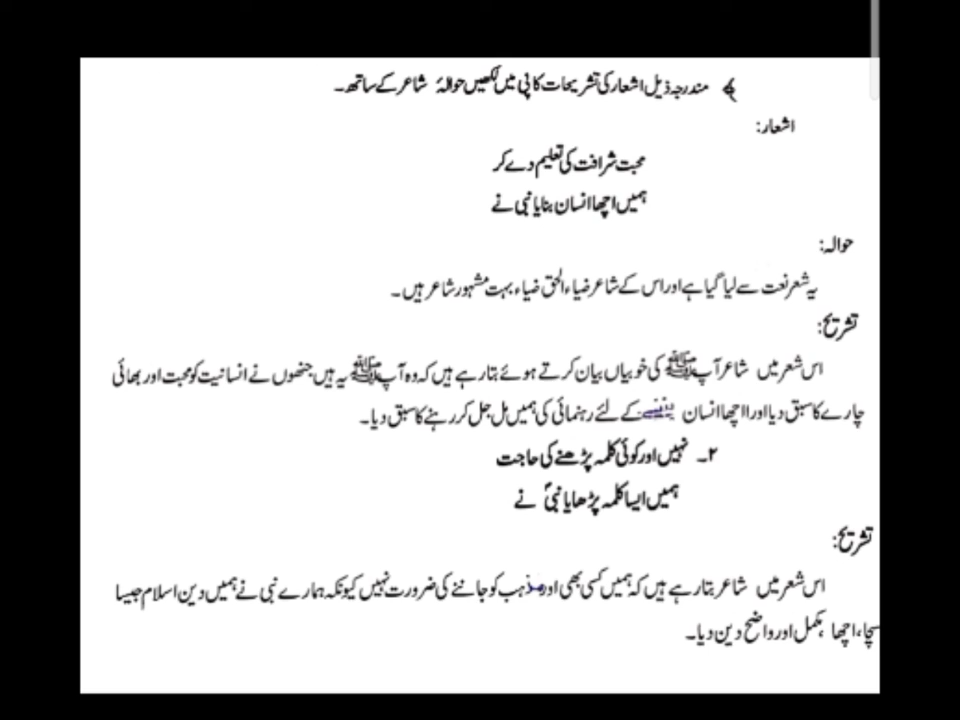 مندرجہ ذیل اشعار کی تشریحات کاپی میں لکھیں حوالۂ شاعر کے ساتھ۔
اشعار:
محبت شرافت کی تعلیم دے کر
ہمیں اچھا انسان بنایا نبی نے
حوالہ:
یہ شعر نعت سے لیا گیا ہے اور اس کے شاعر ضیاء الحق ضیاء بہت مشہور شاعر ہیں۔
تشریح:
اس شعر میں شاعر آپ ﷺ کی خوبیاں بیان کرتے ہوئے بتا رہے ہیں کہ وہ آپ ﷺ یہ ہیں جنھوں نے انسانیت کو محبت اور بھائی
چارے کا سبق دیا اور ااچھا انسان بننے کے لئے رہنمائی کی ہمیں مل جل کر رہنے کا سبق دیا۔
۲۔ نہیں اور کوئی کلمہ پڑھنے کی حاجت
ہمیں ایسا کلمہ پڑھایا نبیؐ نے
تشریح:
اس شعر میں شاعر بتا رہے ہیں کہ ہمیں کسی بھی اور مذہب کو جاننے کی ضرورت نہیں کیونکہ ہمارے نبی نے ہمیں دین اسلام جیسا
سچا، اچھا، مکمل اور واضح دین دیا۔